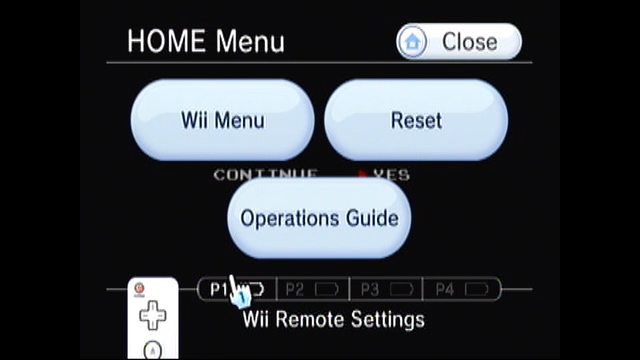 HOME Menu
Close
Wii Menu
Reset
CONTINUE YES
Operations Guide
P1 P2 P3 P4
Wii Remote Settings